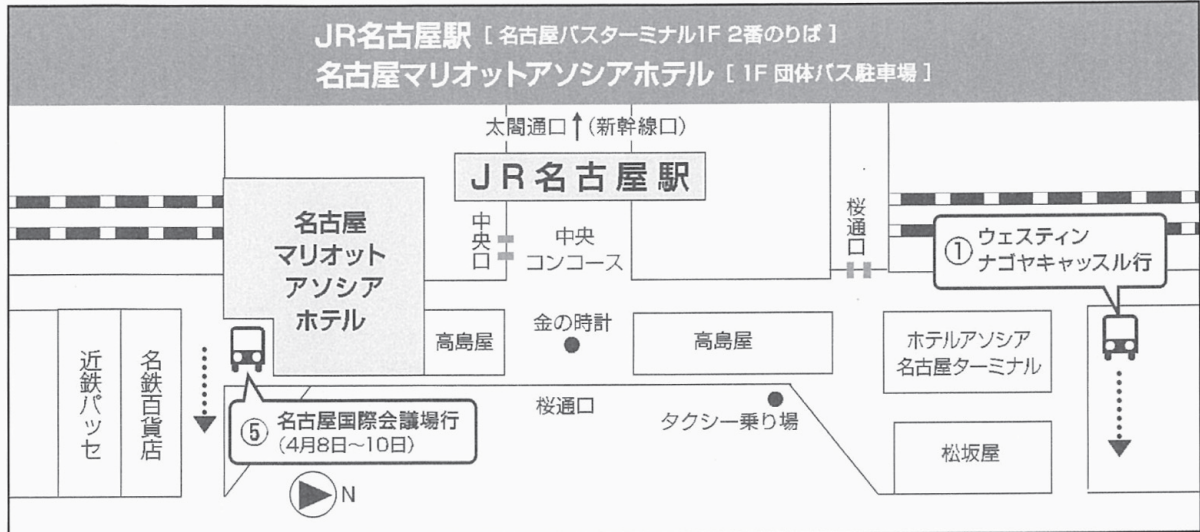 JR名古屋駅 [ 名古屋バスターミナル1F 2番のりば ]
名古屋マリオットアソシアホテル [ 1F 団体バス駐車場 ]
太閤通口 ↑ (新幹線口)
JR名古屋駅
名古屋
マリオット
アソシア
ホテル
中央口
中央
コンコース
桜通口
① ウェスティン
ナゴヤキャッスル行
近鉄パッセ
名鉄百貨店
高島屋
金の時計
高島屋
ホテルアソシア
名古屋ターミナル
⑤ 名古屋国際会議場行
(4月8日〜10日)
桜通口
タクシー乗り場
松坂屋
N